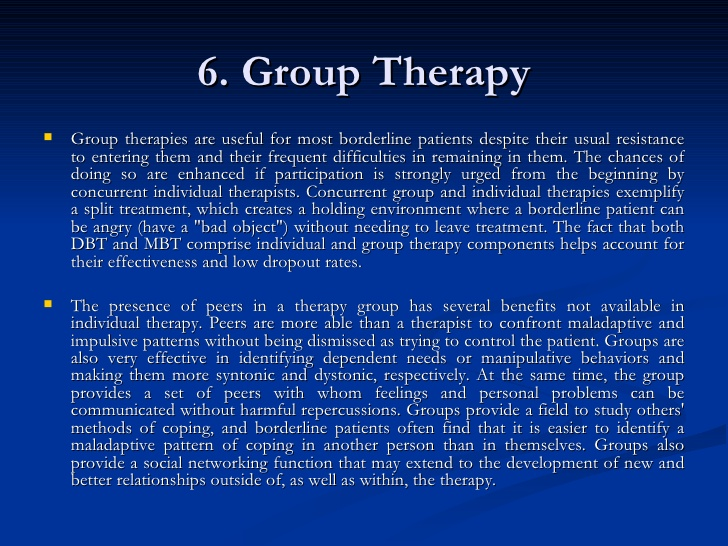 6. Group Therapy
Group therapies are useful for most borderline patients despite their usual resistance
to entering them and their frequent difficulties in remaining in them. The chances of
doing so are enhanced if participation is strongly urged from the beginning by
concurrent individual therapists. Concurrent group and individual therapies exemplify
a split treatment, which creates a holding environment where a borderline patient can
be angry (have a "bad object") without needing to leave treatment. The fact that both
DBT and MBT comprise individual and group therapy components helps account for
their effectiveness and low dropout rates.
The presence of peers in a therapy group has several benefits not available in
individual therapy. Peers are more able than a therapist to confront maladaptive and
impulsive patterns without being dismissed as trying to control the patient. Groups are
also very effective in identifying dependent needs or manipulative behaviors and
making them more syntonic and dystonic, respectively. At the same time, the group
provides a set of peers with whom feelings and personal problems can be
communicated without harmful repercussions. Groups provide a field to study others'
methods of coping, and borderline patients often find that it is easier to identify a
maladaptive pattern of coping in another person than in themselves. Groups also
provide a social networking function that may extend to the development of new and
better relationships outside of, as well as within, the therapy.